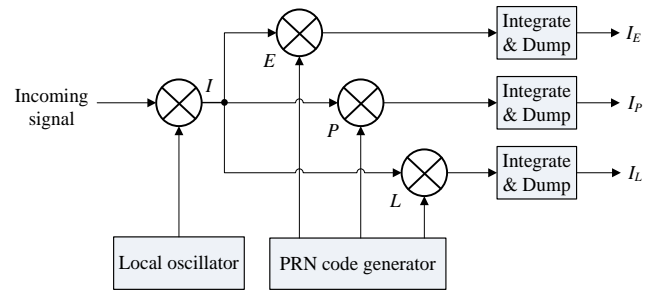 Integrate
& Dump
I_E
E
I
Incoming
signal
Integrate
& Dump
I_P
P
Integrate
& Dump
I_L
L
Local oscillator
PRN code generator